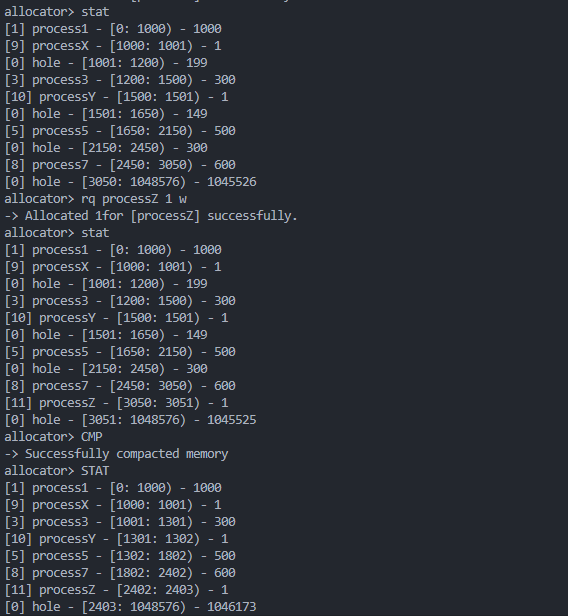 allocator> stat
[1] process1 - [0: 1000) - 1000
[9] processX - [1000: 1001) - 1
[0] hole - [1001: 1200) - 199
[3] process3 - [1200: 1500) - 300
[10] processY - [1500: 1501) - 1
[0] hole - [1501: 1650) - 149
[5] process5 - [1650: 2150) - 500
[0] hole - [2150: 2450) - 300
[8] process7 - [2450: 3050) - 600
[0] hole - [3050: 1048576) - 1045526
allocator> rq processZ 1 w
-> Allocated 1for [processZ] successfully.
allocator> stat
[1] process1 - [0: 1000) - 1000
[9] processX - [1000: 1001) - 1
[0] hole - [1001: 1200) - 199
[3] process3 - [1200: 1500) - 300
[10] processY - [1500: 1501) - 1
[0] hole - [1501: 1650) - 149
[5] process5 - [1650: 2150) - 500
[0] hole - [2150: 2450) - 300
[8] process7 - [2450: 3050) - 600
[11] processZ - [3050: 3051) - 1
[0] hole - [3051: 1048576) - 1045525
allocator> CMP
-> Successfully compacted memory
allocator> STAT
[1] process1 - [0: 1000) - 1000
[9] processX - [1000: 1001) - 1
[3] process3 - [1001: 1301) - 300
[10] processY - [1301: 1302) - 1
[5] process5 - [1302: 1802) - 500
[8] process7 - [1802: 2402) - 600
[11] processZ - [2402: 2403) - 1
[0] hole - [2403: 1048576) - 1046173